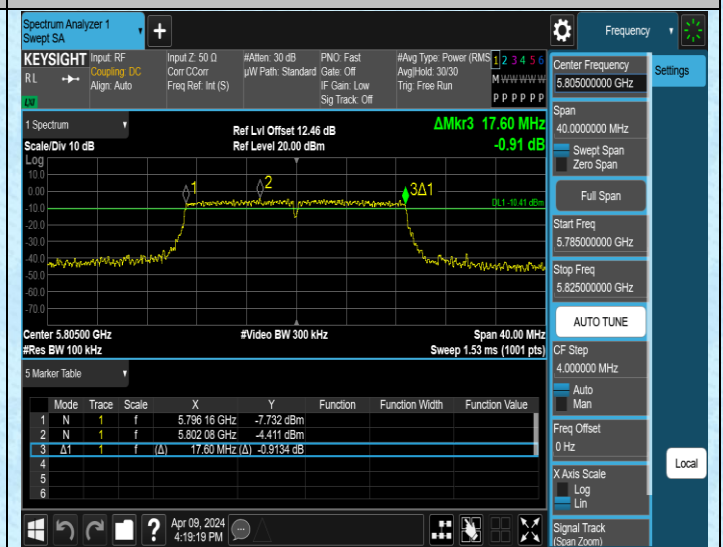 Spectrum Analyzer 1
Swept SA
+
Frequency
KEYSIGHT
RL
LXI
Input: RF
Coupling: DC
Align: Auto
Input Z: 50 Ω
Corr CCorr
Freq Ref: Int (S)
#Atten: 30 dB
µW Path: Standard
PNO: Fast
Gate: Off
IF Gain: Low
Sig Track: Off
#Avg Type: Power (RMS
Avg|Hold: 30/30
Trig: Free Run
1 2 3 4 5 6
M W W W W W
P P P P P P
1 Spectrum
Scale/Div 10 dB
Ref Lvl Offset 12.46 dB
Ref Level 20.00 dBm
ΔMkr3 17.60 MHz
-0.91 dB
Log
10.0
0.00
-10.0
-20.0
-30.0
-40.0
-50.0
-60.0
-70.0
1
2
3Δ1
DL1 -10.41 dBm
Center 5.80500 GHz
#Res BW 100 kHz
#Video BW 300 kHz
Span 40.00 MHz
Sweep 1.53 ms (1001 pts)
5 Marker Table
Mode Trace Scale X Y Function Function Width Function Value
1 N 1 f 5.796 16 GHz -7.732 dBm
2 N 1 f 5.802 08 GHz -4.411 dBm
3 Δ1 1 f (Δ) 17.60 MHz (Δ) -0.9134 dB
4
5
6
?
Apr 09, 2024
4:19:19 PM
Center Frequency
5.805000000 GHz
Span
40.0000000 MHz
Swept Span
Zero Span
Full Span
Start Freq
5.785000000 GHz
Stop Freq
5.825000000 GHz
AUTO TUNE
CF Step
4.000000 MHz
Auto
Man
Freq Offset
0 Hz
X Axis Scale
Log
Lin
Signal Track
(Span Zoom)
Settings
Local